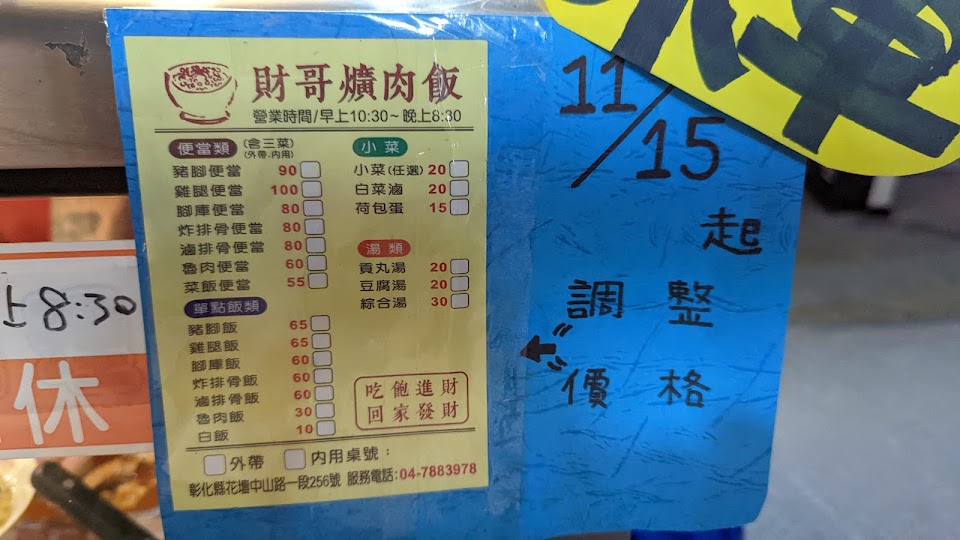 財哥爌肉飯
營業時間/早上10:30~晚上8:30
便當類 (含三菜)
(外帶.內用)
豬腳便當 90
雞腿便當 100
腳庫便當 80
炸排骨便當 80
滷排骨便當 80
魯肉便當 60
菜飯便當 55
單點飯類
豬腳飯 65
雞腿飯 65
腳庫飯 60
炸排骨飯 60
滷排骨飯 60
魯肉飯 30
白飯 10
小菜
小菜(任選) 20
白菜滷 20
荷包蛋 15
湯類
貢丸湯 20
豆腐湯 20
綜合湯 30
吃飽進財
回家發財
外帶 內用桌號:
彰化縣花壇中山路一段256號 服務電話:04-7883978
11/15
起
調整
價格
上8:30
休